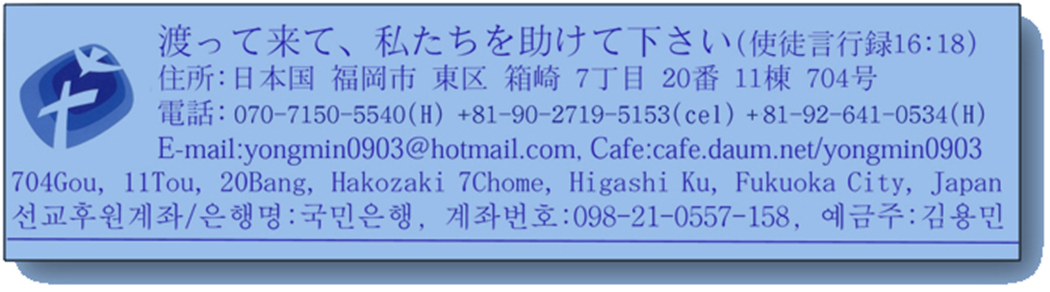 渡って来て、私たちを助けて下さい(使徒言行録16:18)
住所:日本国 福岡市 東区 箱崎 7丁目 20番 11棟 704号
電話: 070-7150-5540(H) +81-90-2719-5153(cel) +81-92-641-0534(H)
E-mail:yongmin0903@hotmail.com, Cafe:cafe.daum.net/yongmin0903
704Gou, 11Tou, 20Bang, Hakozaki 7Chome, Higashi Ku, Fukuoka City, Japan
선교후원계좌/은행명:국민은행, 계좌번호:098-21-0557-158, 예금주:김용민